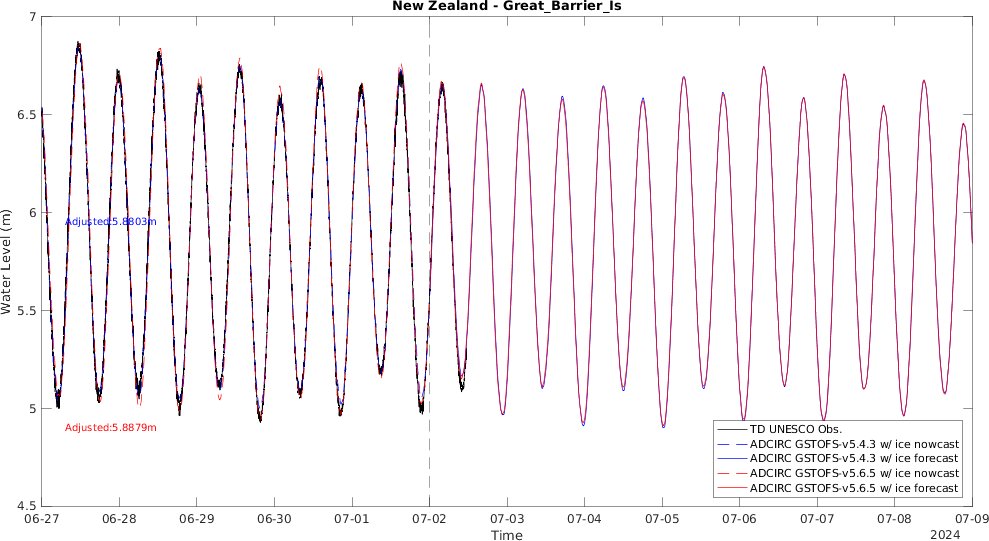 New Zealand - Great_Barrier_Is
7
6.5
6
5.5
5
4.5
Water Level (m)
Adjusted:5.8803m
Adjusted:5.8879m
TD UNESCO Obs.
ADCIRC GSTOFS-v5.4.3 w/ ice nowcast
ADCIRC GSTOFS-v5.4.3 w/ ice forecast
ADCIRC GSTOFS-v5.6.5 w/ ice nowcast
ADCIRC GSTOFS-v5.6.5 w/ ice forecast
06-27 06-28 06-29 06-30 07-01 07-02 07-03 07-04 07-05 07-06 07-07 07-08 07-09
Time
2024